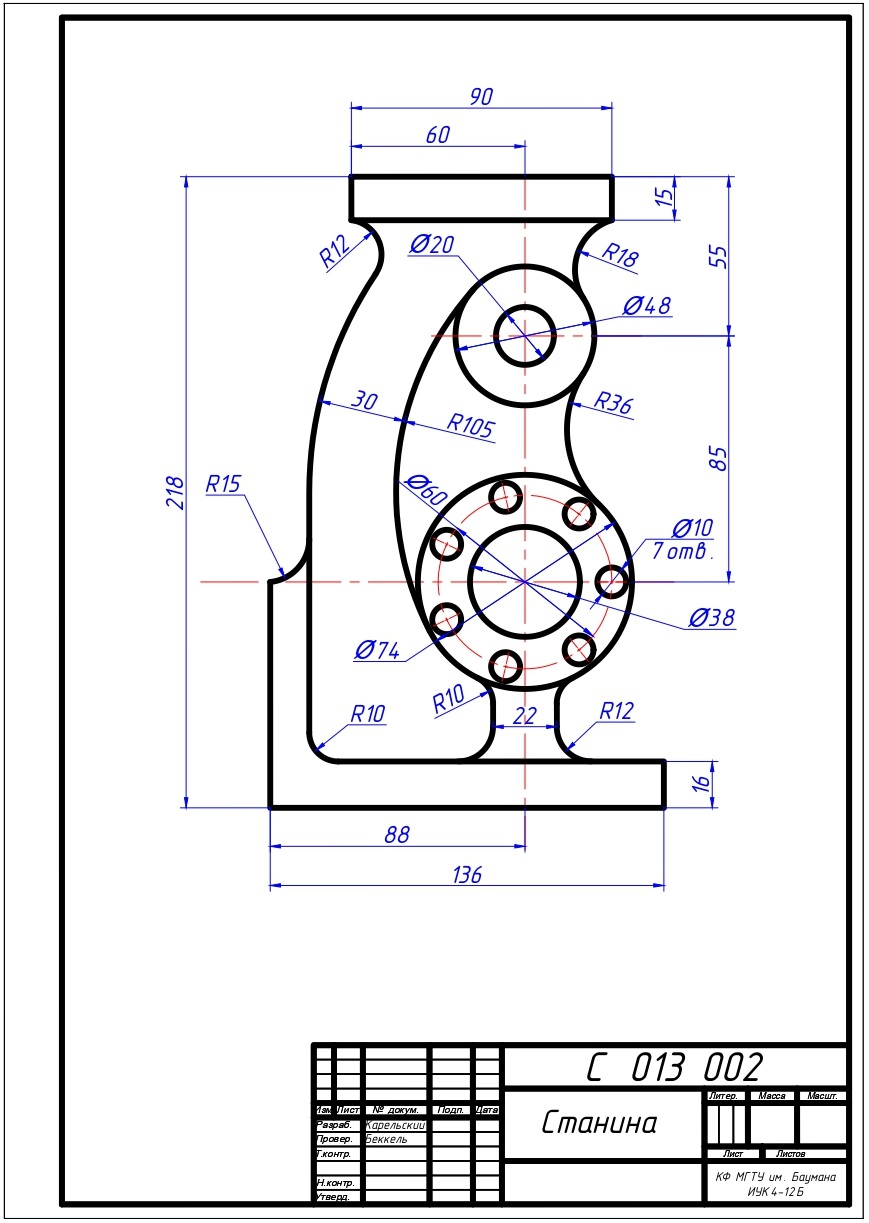 90
60
15
55
R12
Ø20
R18
Ø48
30
R105
R36
85
218
R15
Ø60
Ø10
7 отв.
Ø38
Ø74
R10
22
R12
R10
16
88
136
С 013 002
Литер. Масса Масшт.
Изм Лист № докум. Подп. Дата
Разраб. Карельский
Станина
Провер. Беккель
Т.контр.
Лист Листов
КФ МГТУ им. Баумана
Н.контр.
ИУК4-12Б
Утверд.